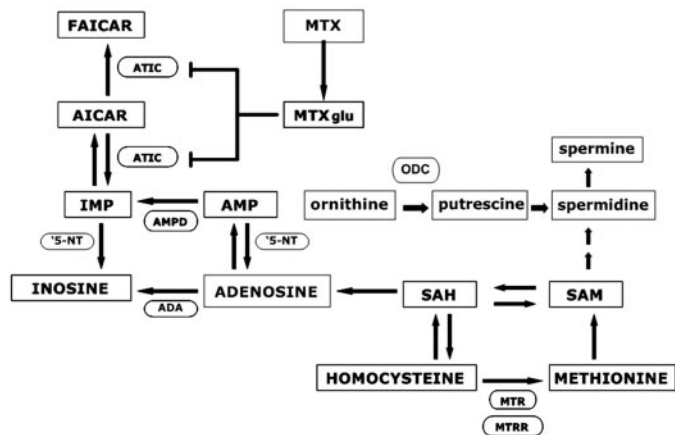 FAICAR
MTX
ATIC
AICAR
MTXglu
ATIC
spermine
ODC
IMP
AMPD
AMP
ornithine
putrescine
spermidine
'5-NT
'5-NT
INOSINE
ADA
ADENOSINE
SAH
SAM
HOMOCYSTEINE
MTR
METHIONINE
MTRR